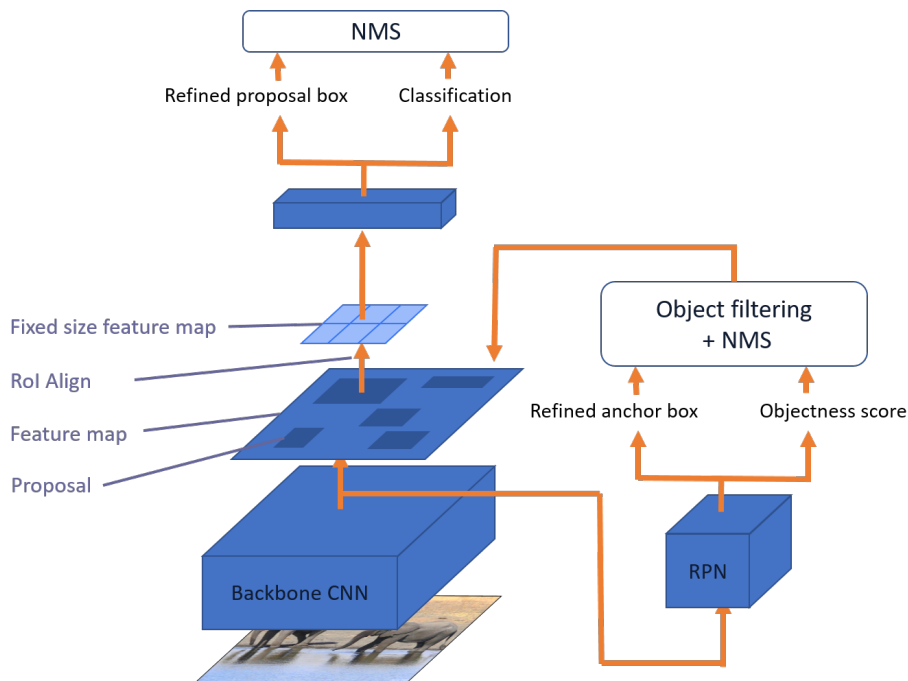 NMS
Refined proposal box
Classification
Fixed size feature map
RoI Align
Feature map
Proposal
Object filtering
+ NMS
Refined anchor box
Objectness score
Backbone CNN
RPN